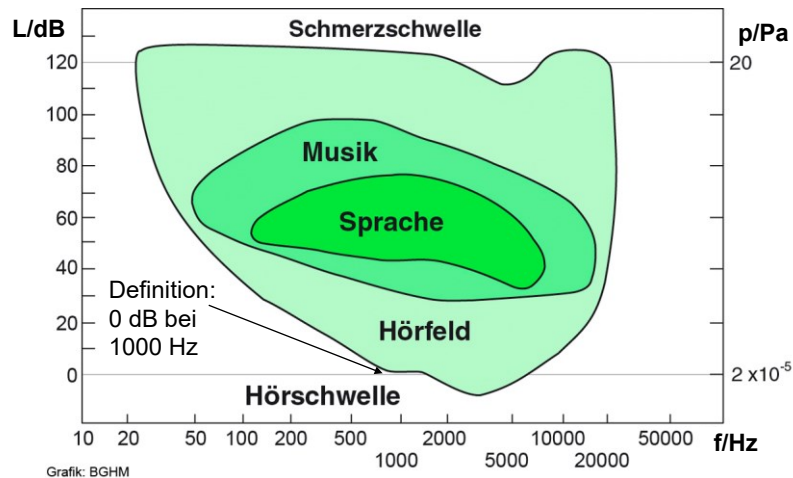 L/dB
Schmerzschwelle
p/Pa
120
20
100
Musik
80
Sprache
60
40
Definition:
0 dB bei
1000 Hz
20
Hörfeld
0
2 x10-5
Hörschwelle
10 20 50 100 200 500 2000 10000 50000 f/Hz
1000 5000 20000
Grafik: BGHM